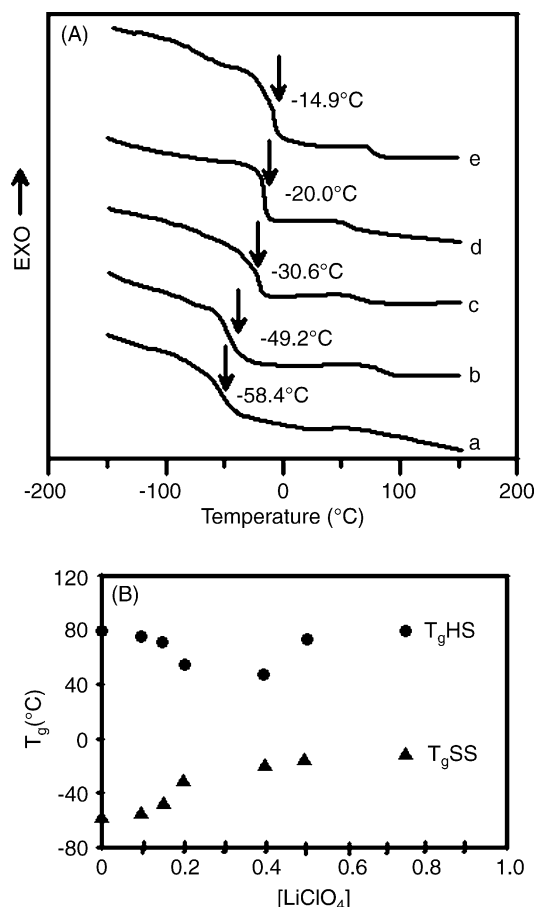 (A)
-14.9°C
e
-20.0°C
d
-30.6°C
c
-49.2°C
b
-58.4°C
a
EXO
-200 -100 0 100 200
Temperature (°C)
(B)
120
80
40
0
-40
-80
TgHS
TgSS
Tg(°C)
0 0.2 0.4 0.6 0.8 1.0
[LiClO4]